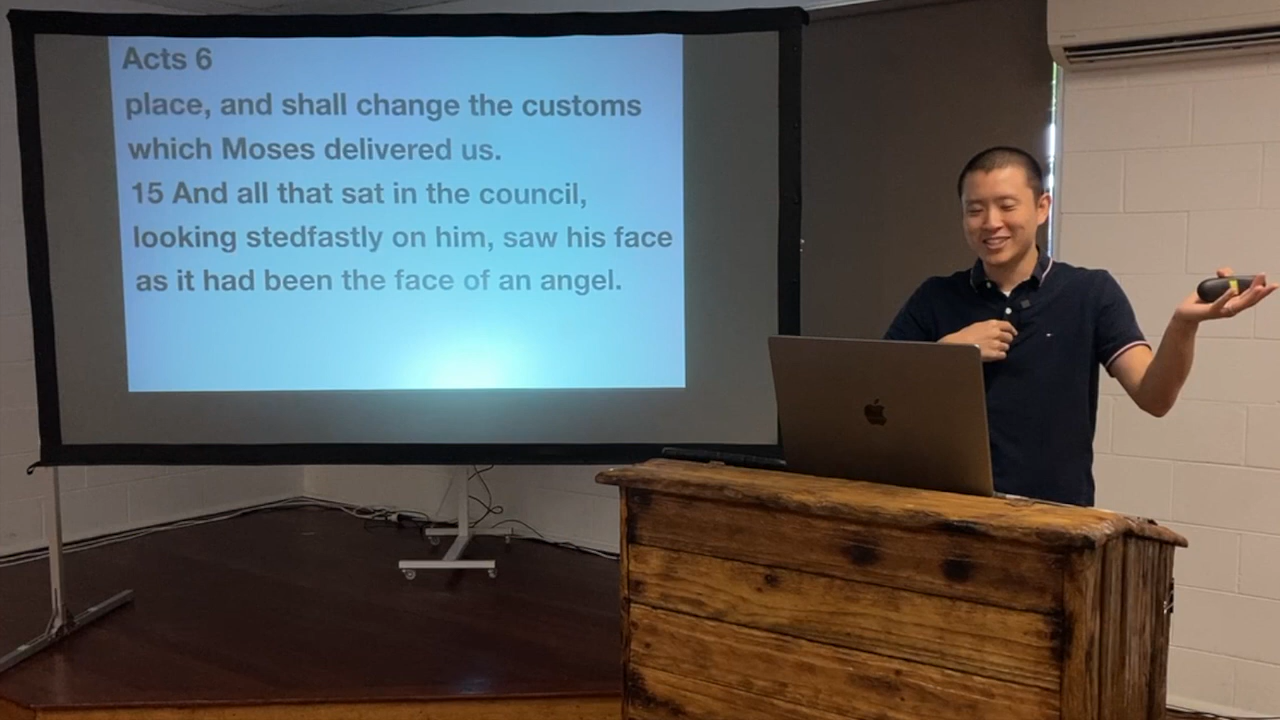 Acts 6
place, and shall change the customs
which Moses delivered us.
15 And all that sat in the council,
looking stedfastly on him, saw his face
as it had been the face of an angel.